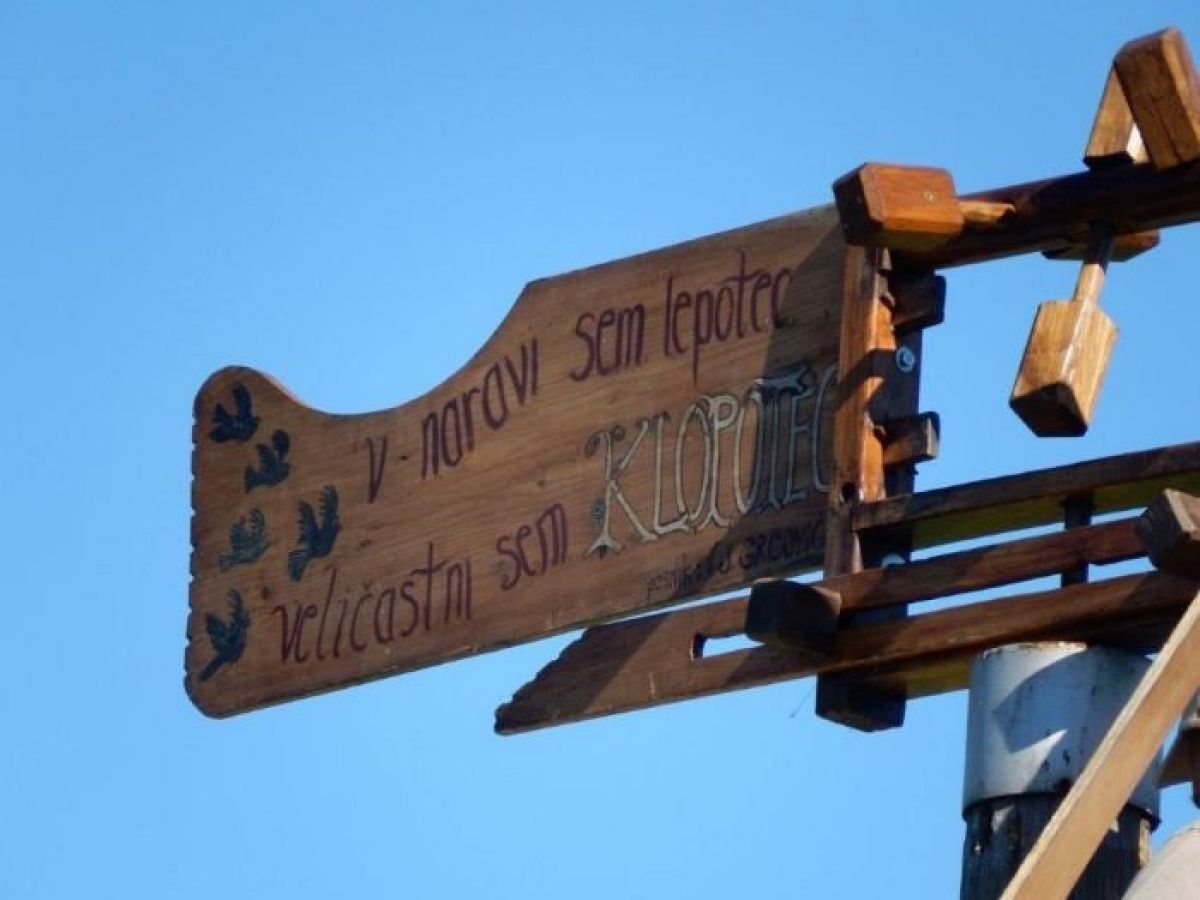 v naravi sem lepotec
veličastni sem KLOPOTEC